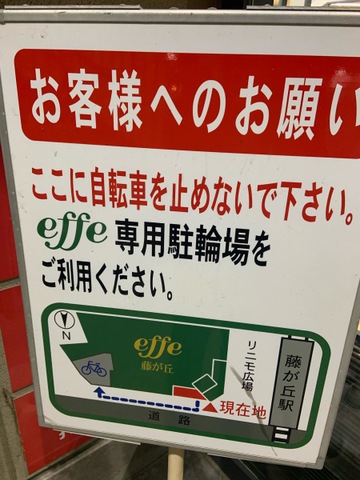 お客様へのお願い
ここに自転車を止めないで下さい。
effe 専用駐輪場を
ご利用ください。
N
effe
藤が丘
リニモ広場
藤が丘駅
現在地
道路